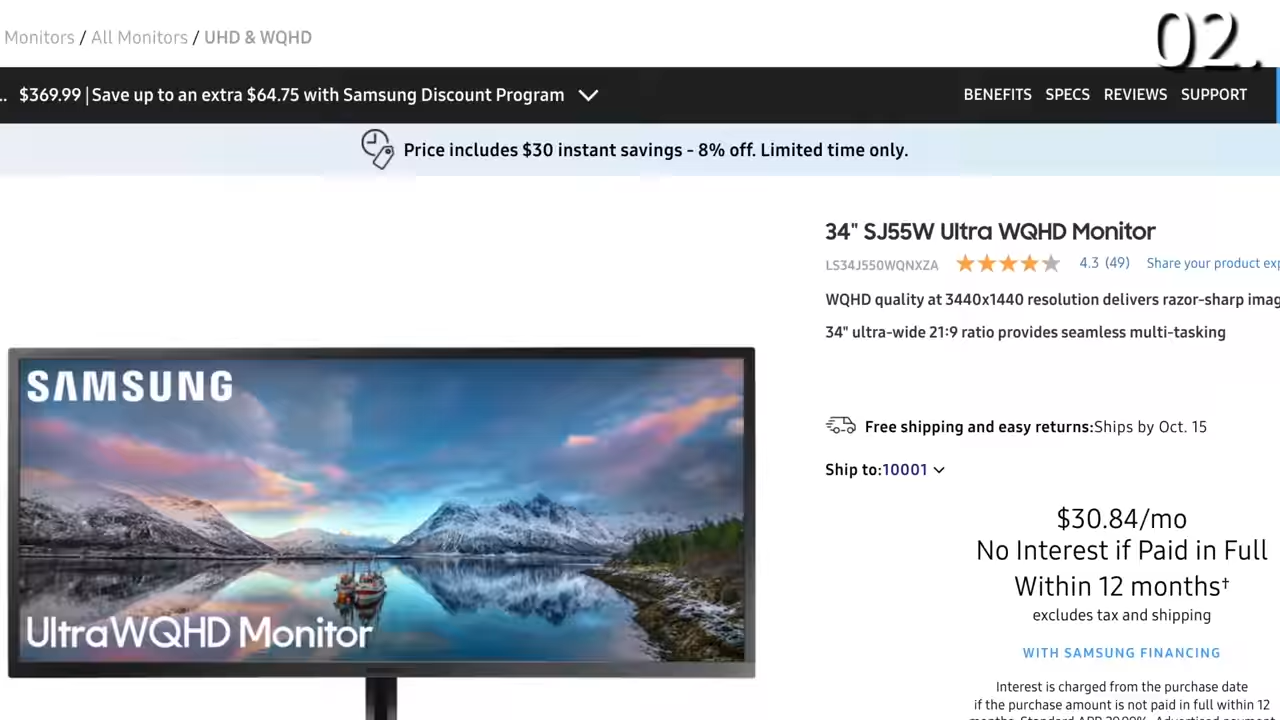 Monitors / All Monitors / UHD & WQHD
02.
.. $369.99 | Save up to an extra $64.75 with Samsung Discount Program
BENEFITS SPECS REVIEWS SUPPORT
Price includes $30 instant savings - 8% off. Limited time only.
34" SJ55W Ultra WQHD Monitor
LS34J550WQNXZA 4.3 (49) Share your product
WQHD quality at 3440x1440 resolution delivers razor-sharp
34" ultra-wide 21:9 ratio provides seamless multi-tasking
SAMSUNG
UltraWQHD Monitor
Free shipping and easy returns:Ships by Oct. 15
Ship to:10001
$30.84/mo
No Interest if Paid in Full
Within 12 months†
excludes tax and shipping
WITH SAMSUNG FINANCING
Interest is charged from the purchase date
if the purchase amount is not paid in full within 12